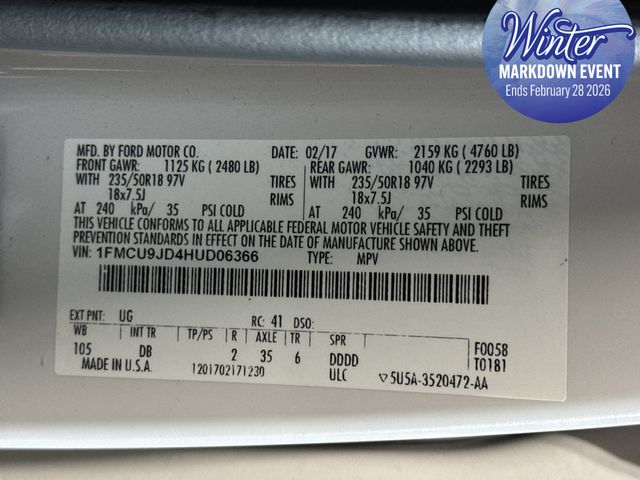 Winter
MARKDOWN EVENT
Ends February 28 2026
MFD. BY FORD MOTOR CO. DATE: 02/17 GVWR: 2159 KG ( 4760 LB)
FRONT GAWR: 1125 KG ( 2480 LB) REAR GAWR: 1040 KG ( 2293 LB)
WITH 235/50R18 97V TIRES WITH 235/50R18 97V TIRES
18x7.5J RIMS 18x7.5J RIMS
AT 240 kPa/ 35 PSI COLD AT 240 kPa/ 35 PSI COLD
THIS VEHICLE CONFORMS TO ALL APPLICABLE FEDERAL MOTOR VEHICLE SAFETY AND THEFT
PREVENTION STANDARDS IN EFFECT ON THE DATE OF MANUFACTURE SHOWN ABOVE.
VIN: 1FMCU9JD4HUD06366 TYPE: MPV
EXT PNT: UG RC: 41 DSO:
WB INT TR TP/PS R AXLE TR SPR F0058
105 DB 2 35 6 DDDD T0181
MADE IN U.S.A. 1201702171230 ULC ▽5U5A-3520472-AA